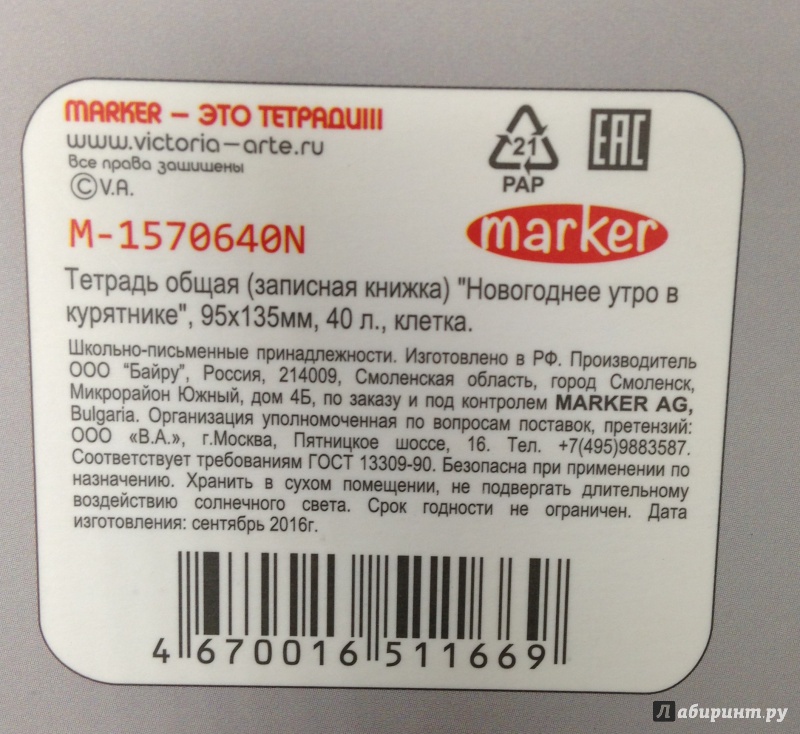 MARKER – ЭТО ТЕТРАДИ!!!
www.victoria-arte.ru
Все права защищены
©V.A.
21
PAP
EAC
M-1570640N
marker
Тетрадь общая (записная книжка) "Новогоднее утро в
курятнике", 95х135мм, 40 л., клетка.
Школьно-письменные принадлежности. Изготовлено в РФ. Производитель
ООО "Байру", Россия, 214009, Смоленская область, город Смоленск,
Микрорайон Южный, дом 4Б, по заказу и под контролем MARKER AG,
Bulgaria. Организация уполномоченная по вопросам поставок, претензий:
ООО «В.А.», г.Москва, Пятницкое шоссе, 16. Тел. +7(495)9883587.
Соответствует требованиям ГОСТ 13309-90. Безопасна при применении по
назначению. Хранить в сухом помещении, не подвергать длительному
воздействию солнечного света. Срок годности не ограничен. Дата
изготовления: сентябрь 2016г.
4 670016 511669
Лабиринт.ру